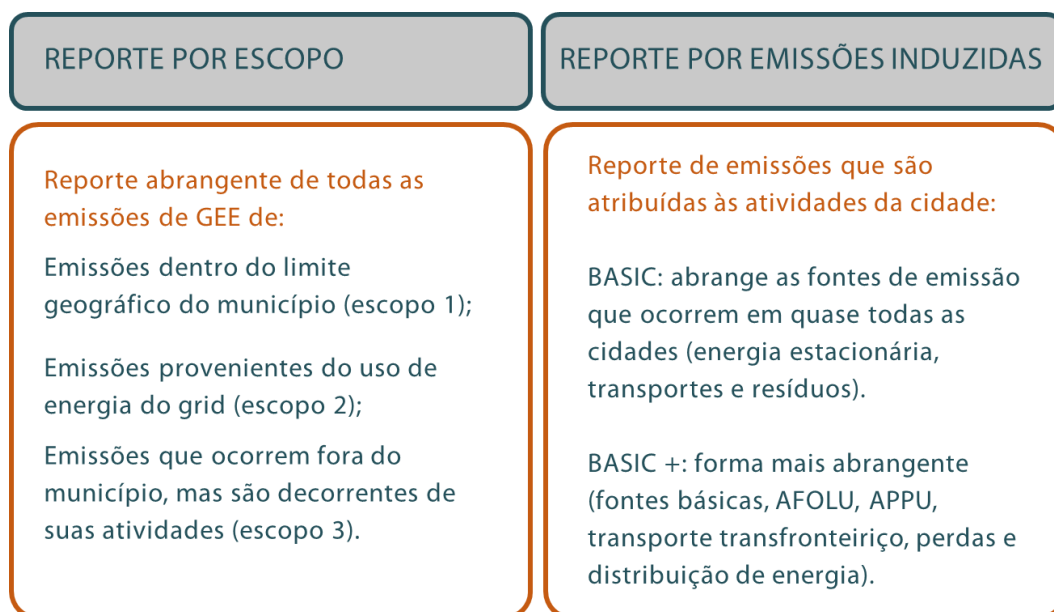 REPORTE POR ESCOPO
Reporte abrangente de todas as
emissões de GEE de:
Emissões dentro do limite
geográfico do município (escopo 1);
Emissões provenientes do uso de
energia do grid (escopo 2);
Emissões que ocorrem fora do
município, mas são decorrentes de
suas atividades (escopo 3).
REPORTE POR EMISSÕES INDUZIDAS
Reporte de emissões que são
atribuídas às atividades da cidade:
BASIC: abrange as fontes de emissão
que ocorrem em quase todas as
cidades (energia estacionária,
transportes e resíduos).
BASIC +: forma mais abrangente
(fontes básicas, AFOLU, APPU,
transporte transfronteiriço, perdas e
distribuição de energia).